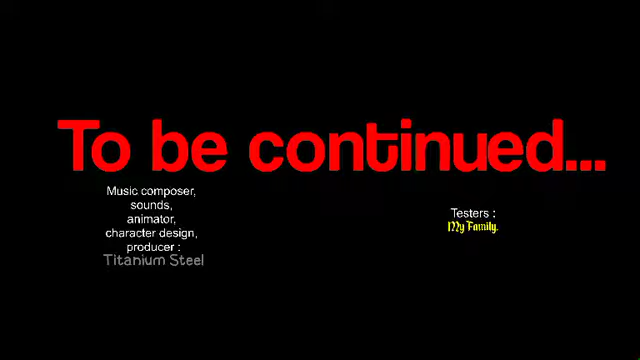 To be continued...
Music composer,
sounds,
animator,
character design,
producer :
Titanium Steel
Testers :
My Family.